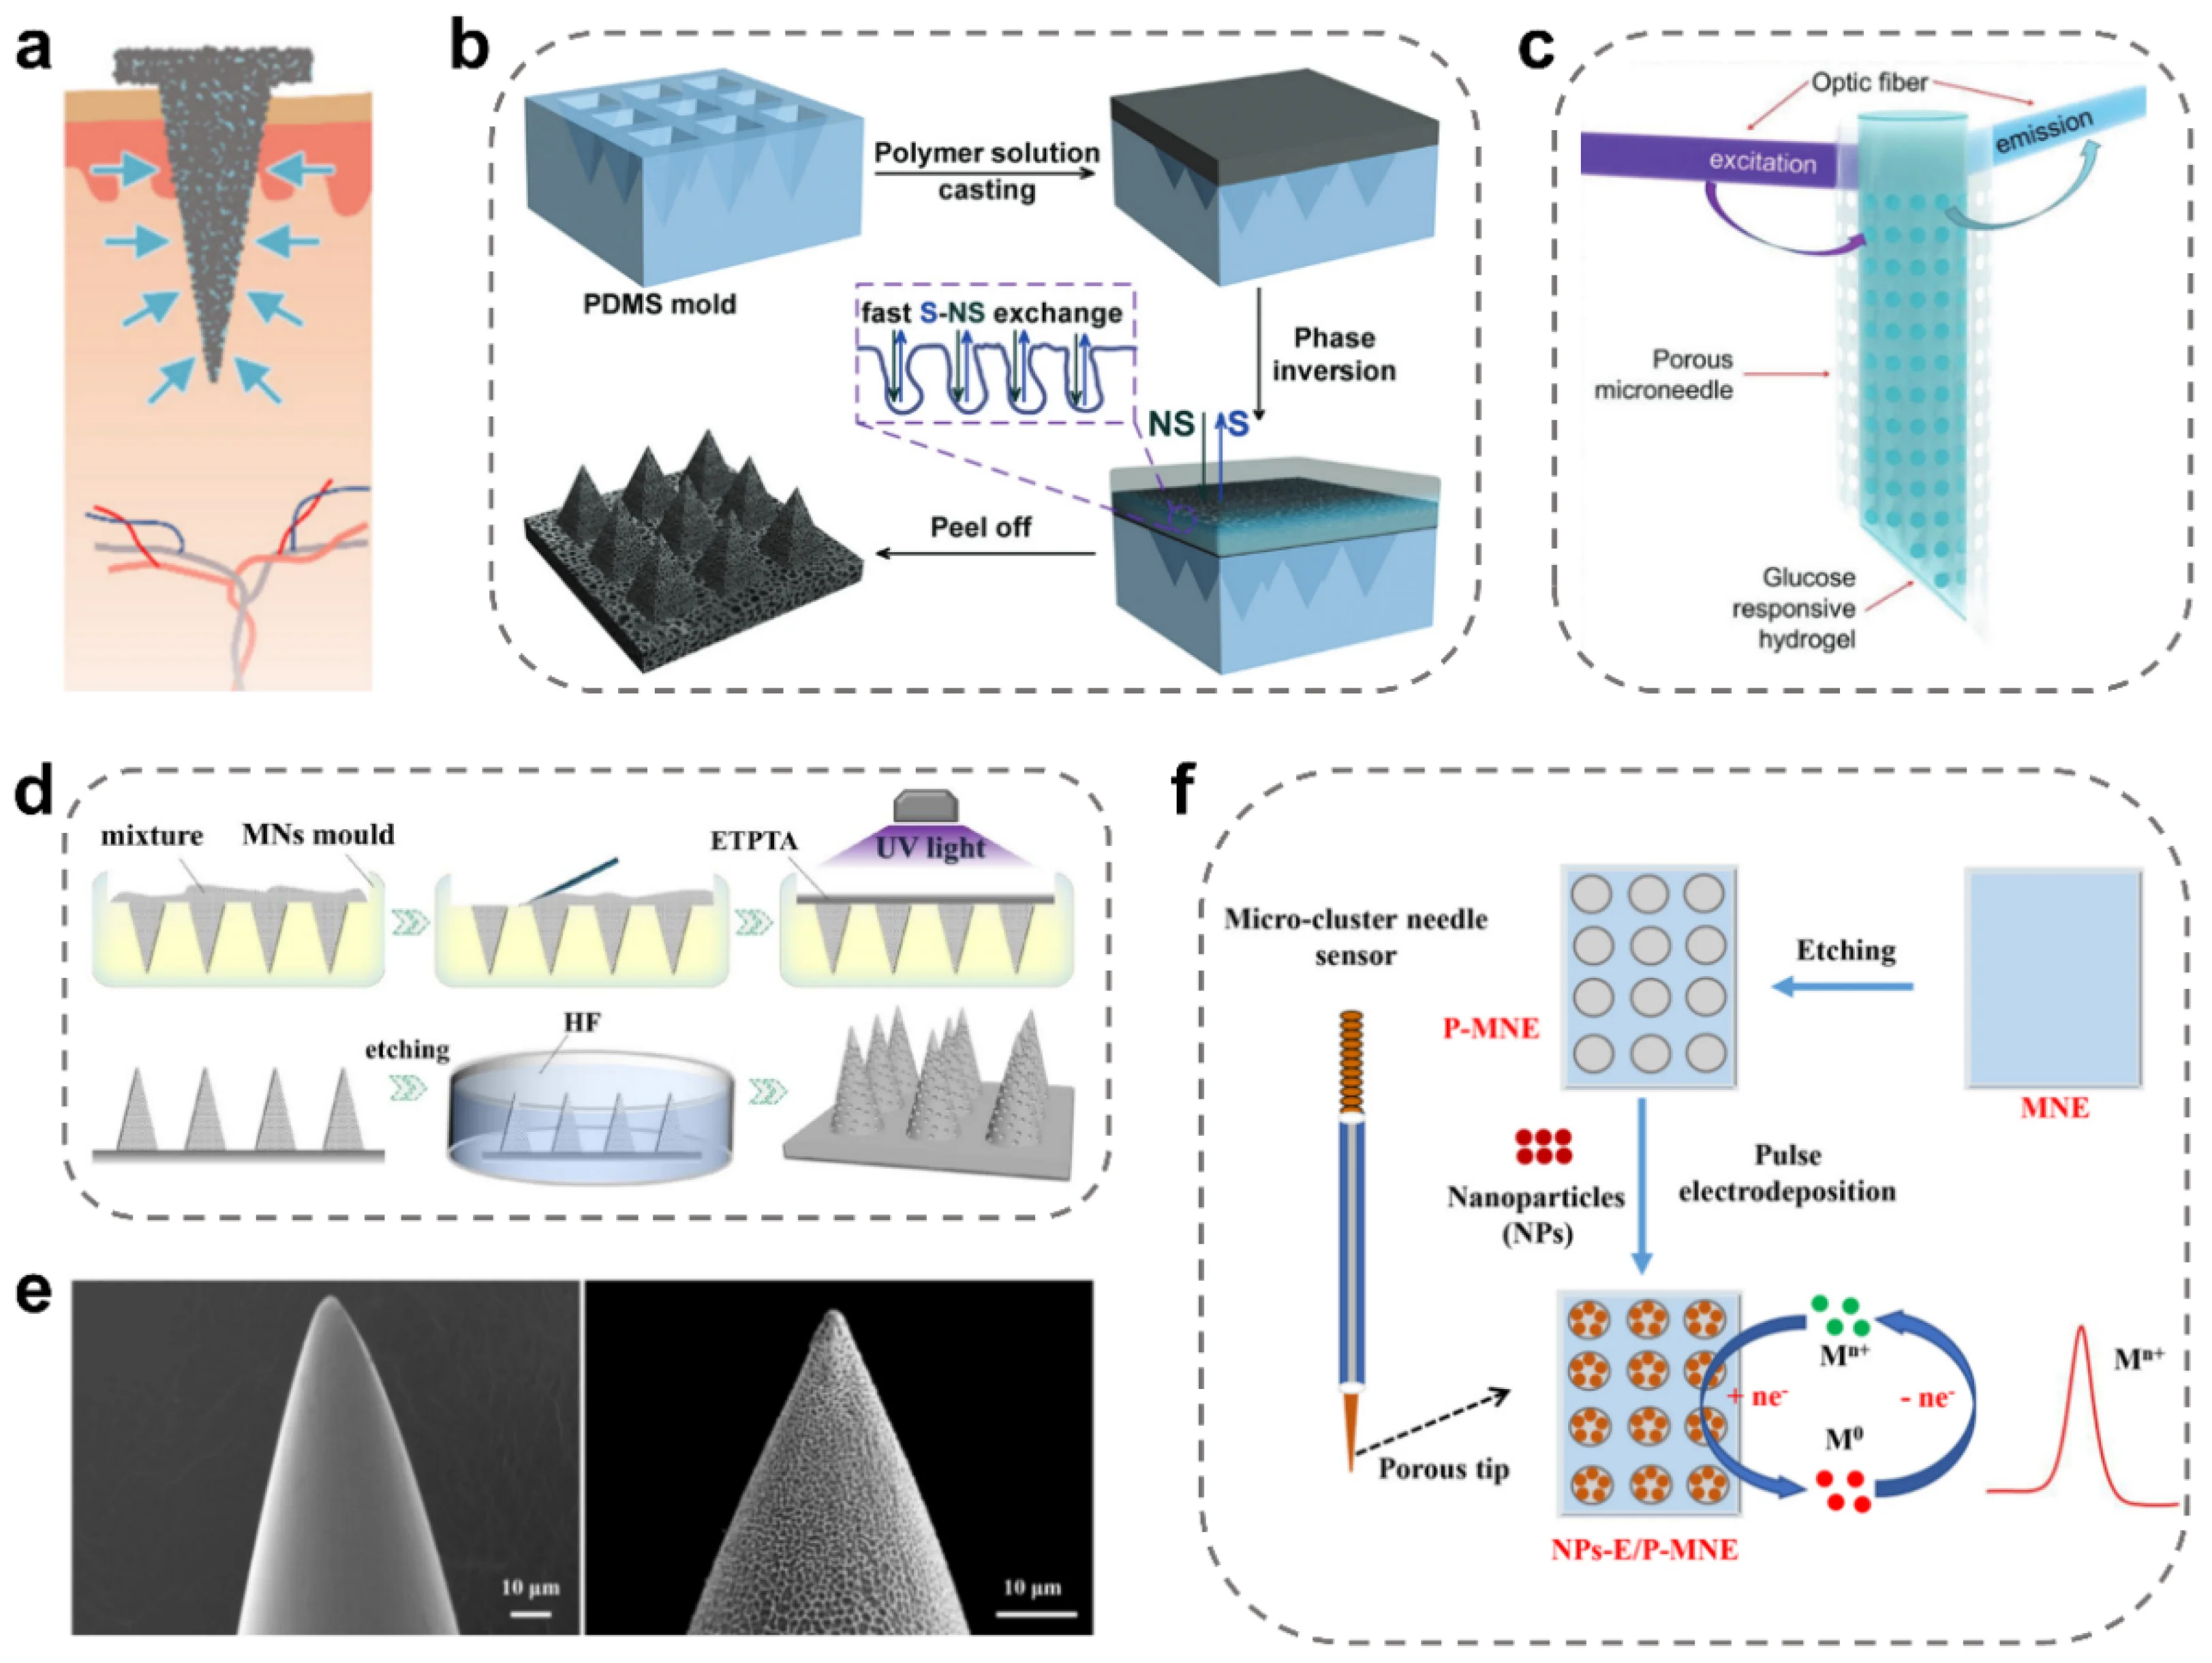 a
b
PDMS mold
Polymer solution
casting
fast S-NS exchange
Phase
inversion
NS
S
Peel off
c
Optic fiber
excitation
emission
Porous
microneedle
Glucose
responsive
hydrogel
d
mixture
MNs mould
ETPTA
UV light
etching
HF
e
10 μm
10 μm
f
Micro-cluster needle
sensor
P-MNE
Etching
MNE
Nanoparticles
(NPs)
Pulse
electrodeposition
Porous tip
Mⁿ⁺
+ ne⁻
- ne⁻
M⁰
Mⁿ⁺
NPs-E/P-MNE